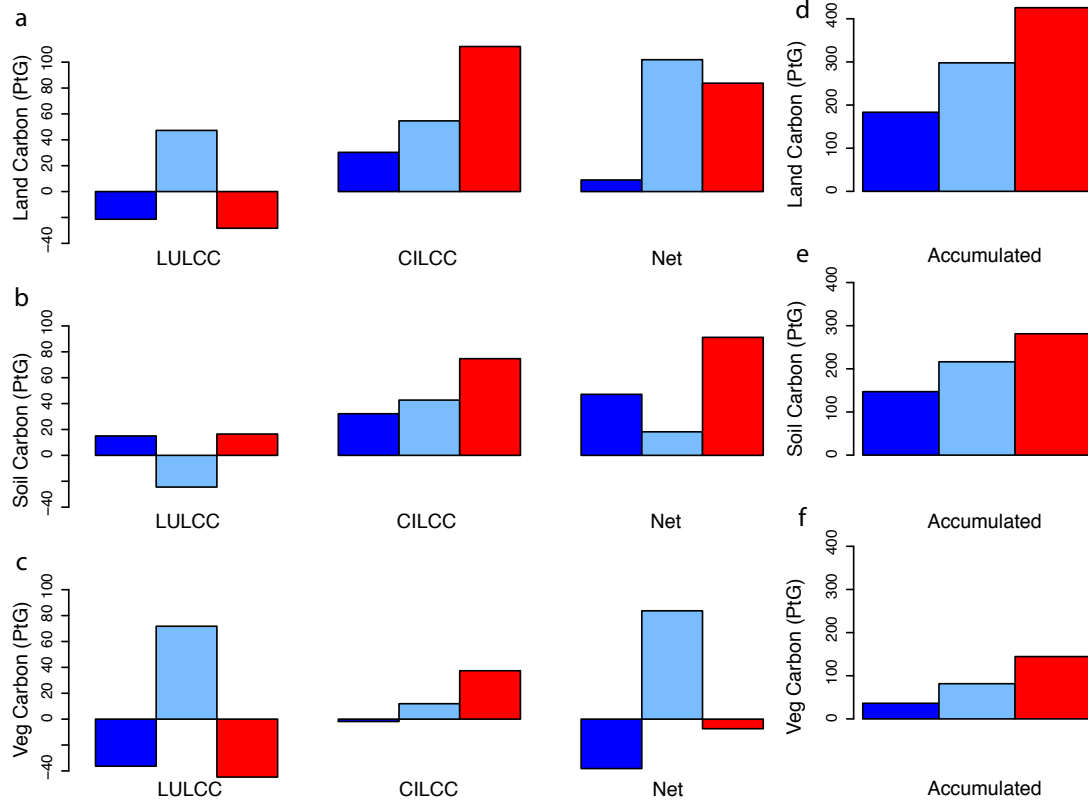 a
Land Carbon (PtG)
100
80
60
40
20
0
−40
LULCC
CILCC
Net
d
Land Carbon (PtG)
400
300
200
100
0
Accumulated
b
Soil Carbon (PtG)
100
80
60
40
20
0
−40
LULCC
CILCC
Net
e
Soil Carbon (PtG)
400
300
200
100
0
Accumulated
c
Veg Carbon (PtG)
100
80
60
40
20
0
−40
LULCC
CILCC
Net
f
Veg Carbon (PtG)
400
300
200
100
0
Accumulated